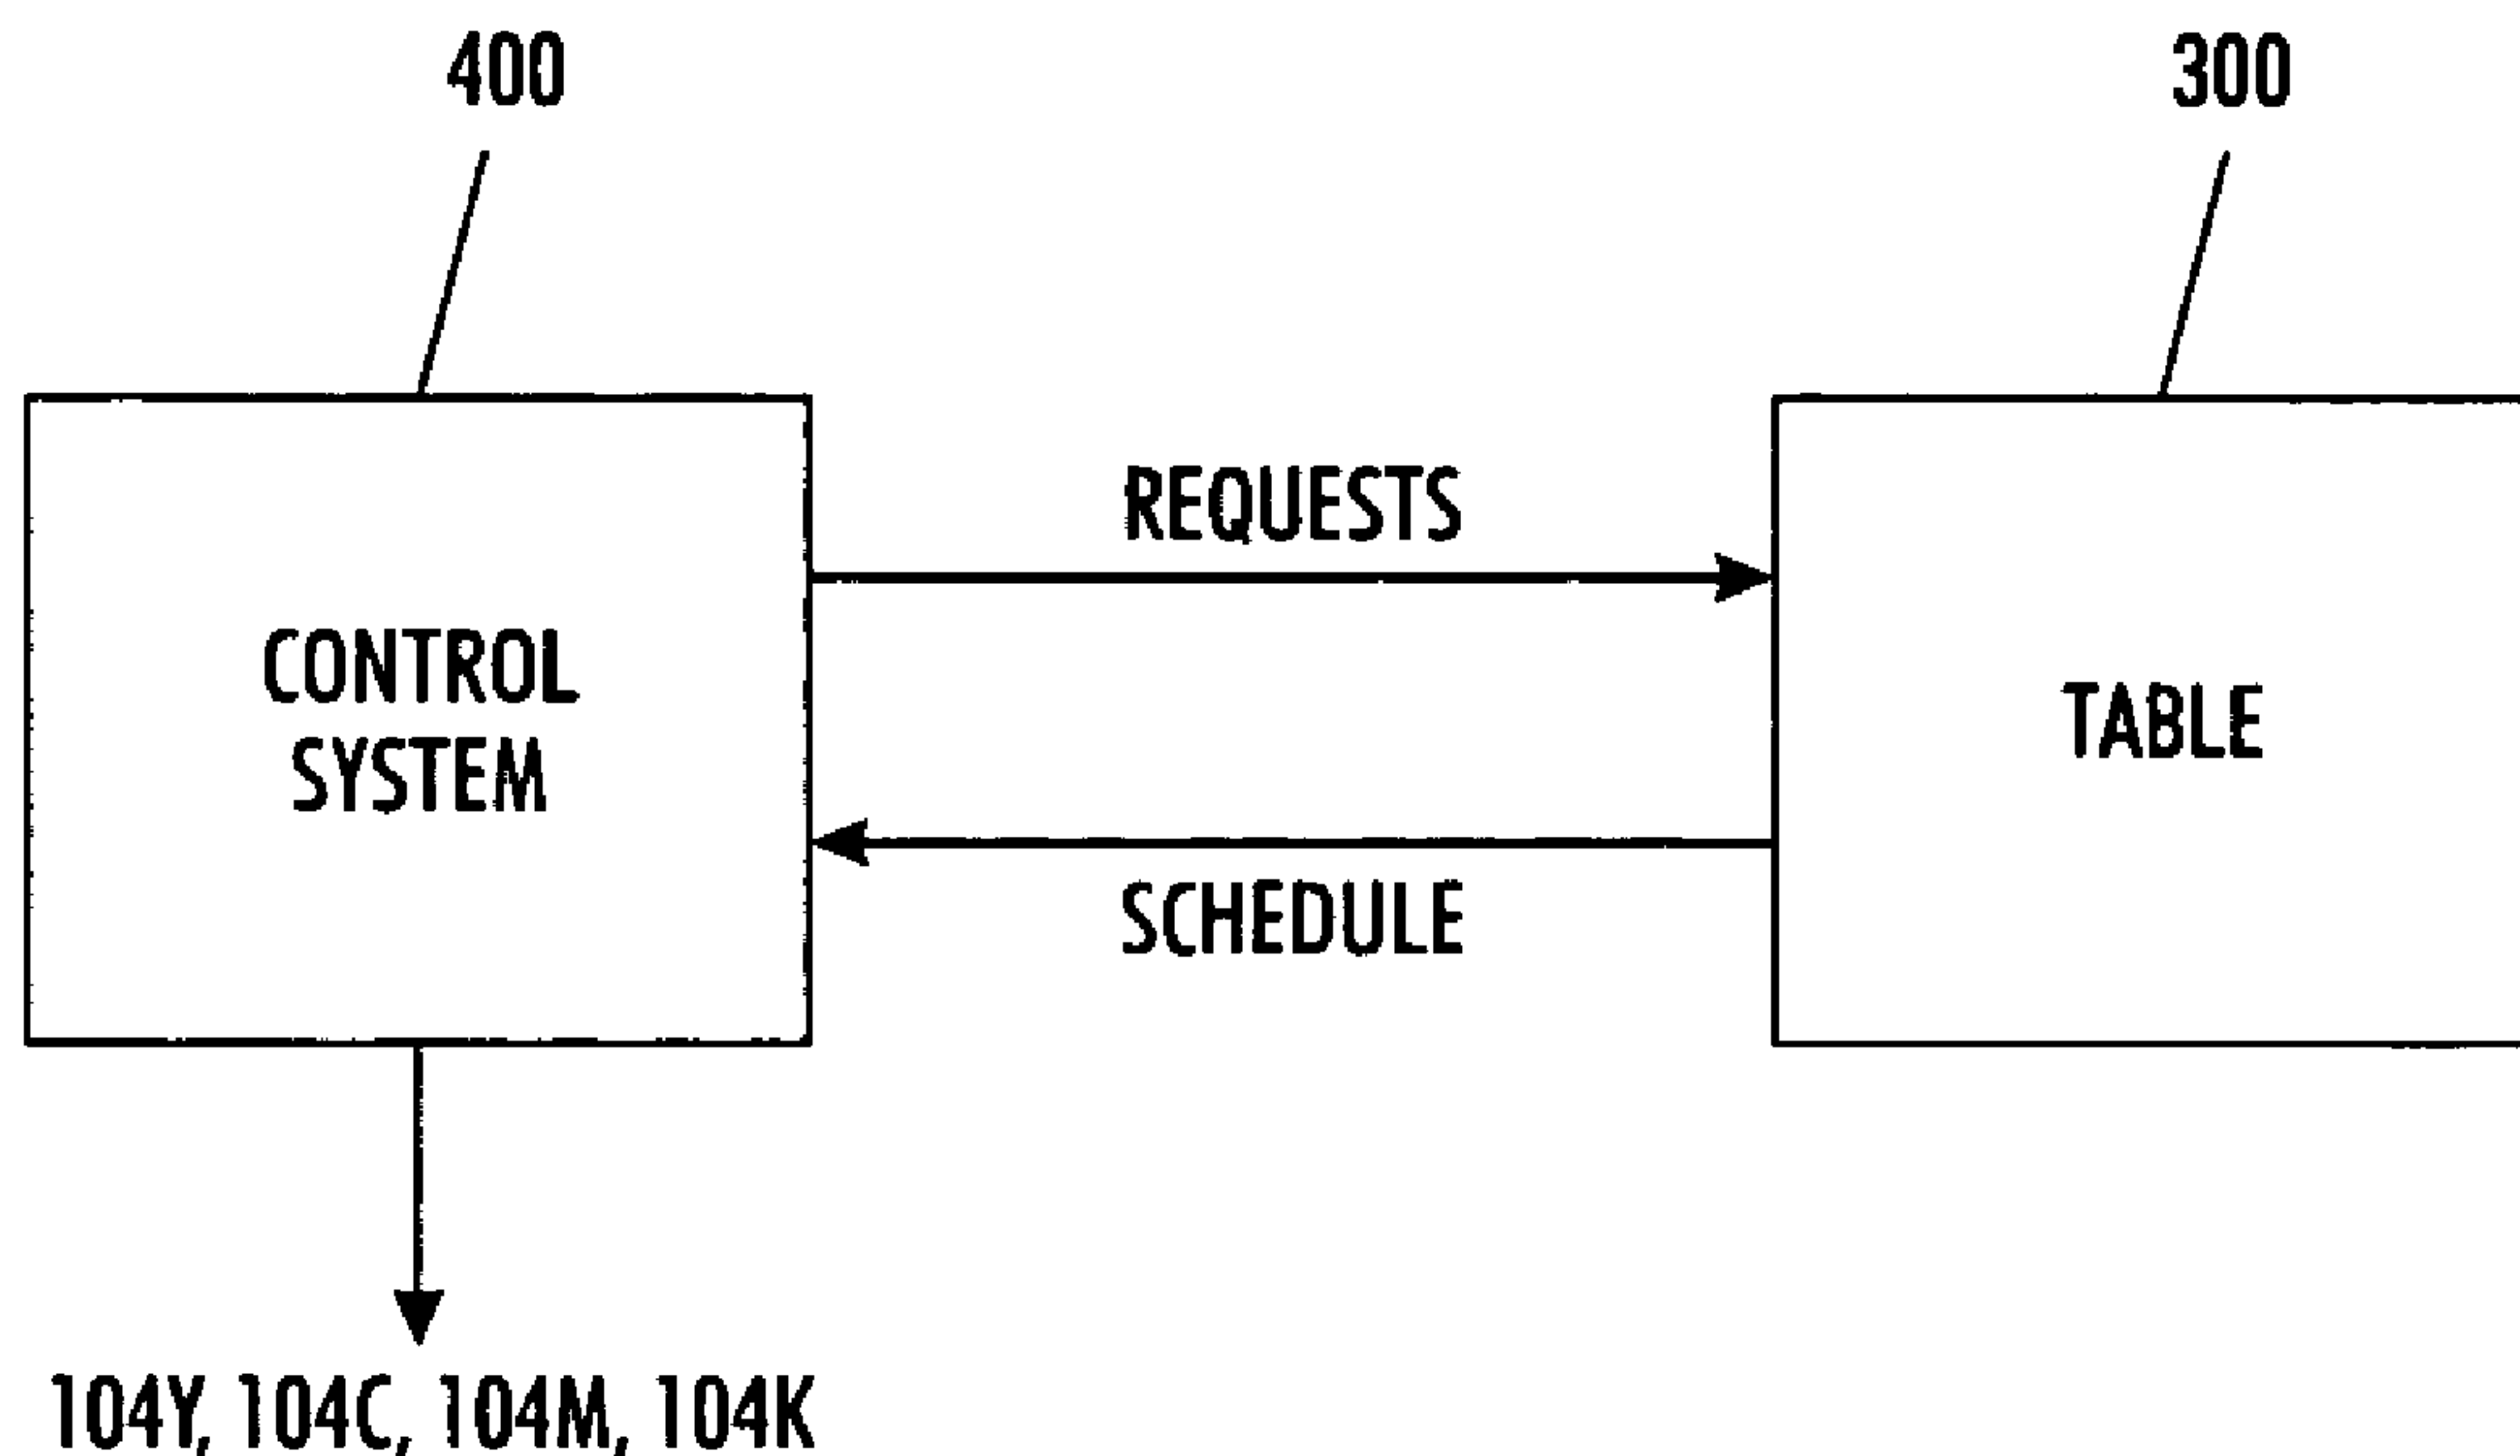 400
300
REQUESTS
CONTROL
SYSTEM
TABLE
SCHEDULE
104Y, 104C, 104M, 104K